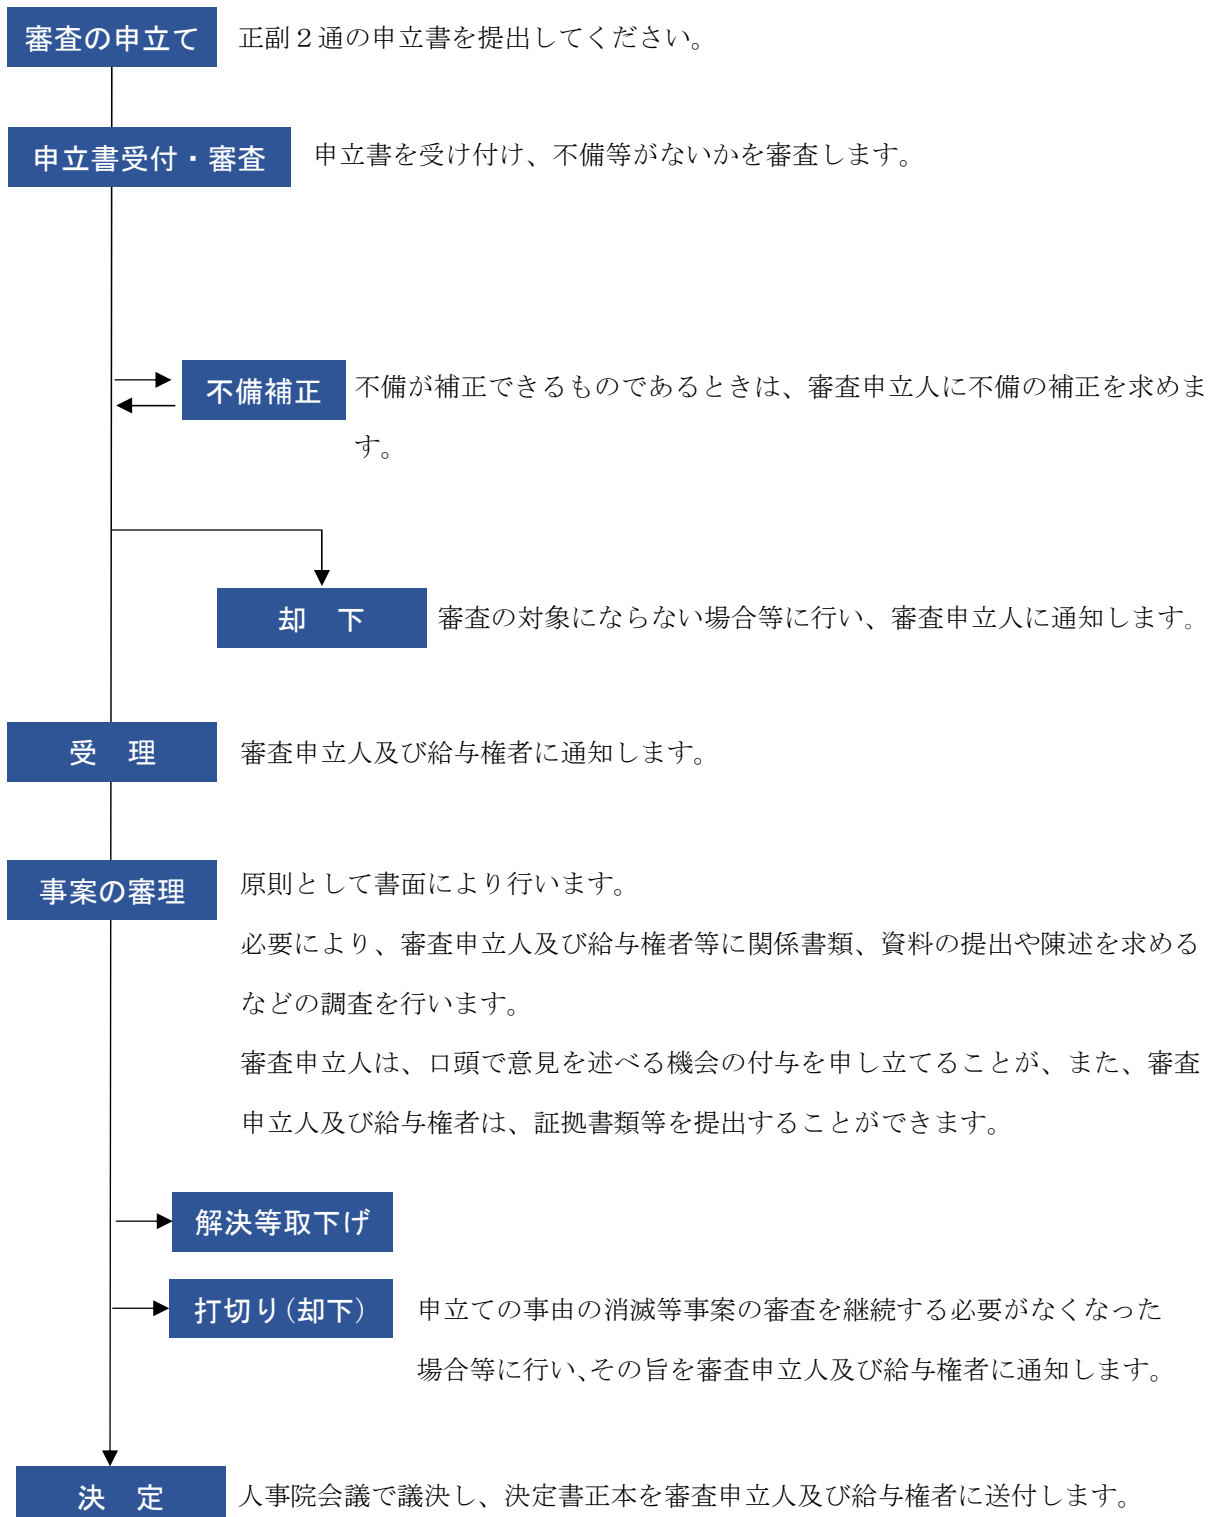 審査の申立て 正副２通の申立書を提出してください。
申立書受付・審査 申立書を受け付け、不備等がないかを審査します。
不備補正 不備が補正できるものであるときは、審査申立人に不備の補正を求めま
す。
却　下 審査の対象にならない場合等に行い、審査申立人に通知します。
受　理 審査申立人及び給与権者に通知します。
事案の審理 原則として書面により行います。
必要により、審査申立人及び給与権者等に関係書類、資料の提出や陳述を求める
などの調査を行います。
審査申立人は、口頭で意見を述べる機会の付与を申し立てることが、また、審査
申立人及び給与権者は、証拠書類等を提出することができます。
解決等取下げ
打切り(却下) 申立ての事由の消滅等事案の審査を継続する必要がなくなった
場合等に行い、その旨を審査申立人及び給与権者に通知します。
決　定 人事院会議で議決し、決定書正本を審査申立人及び給与権者に送付します。